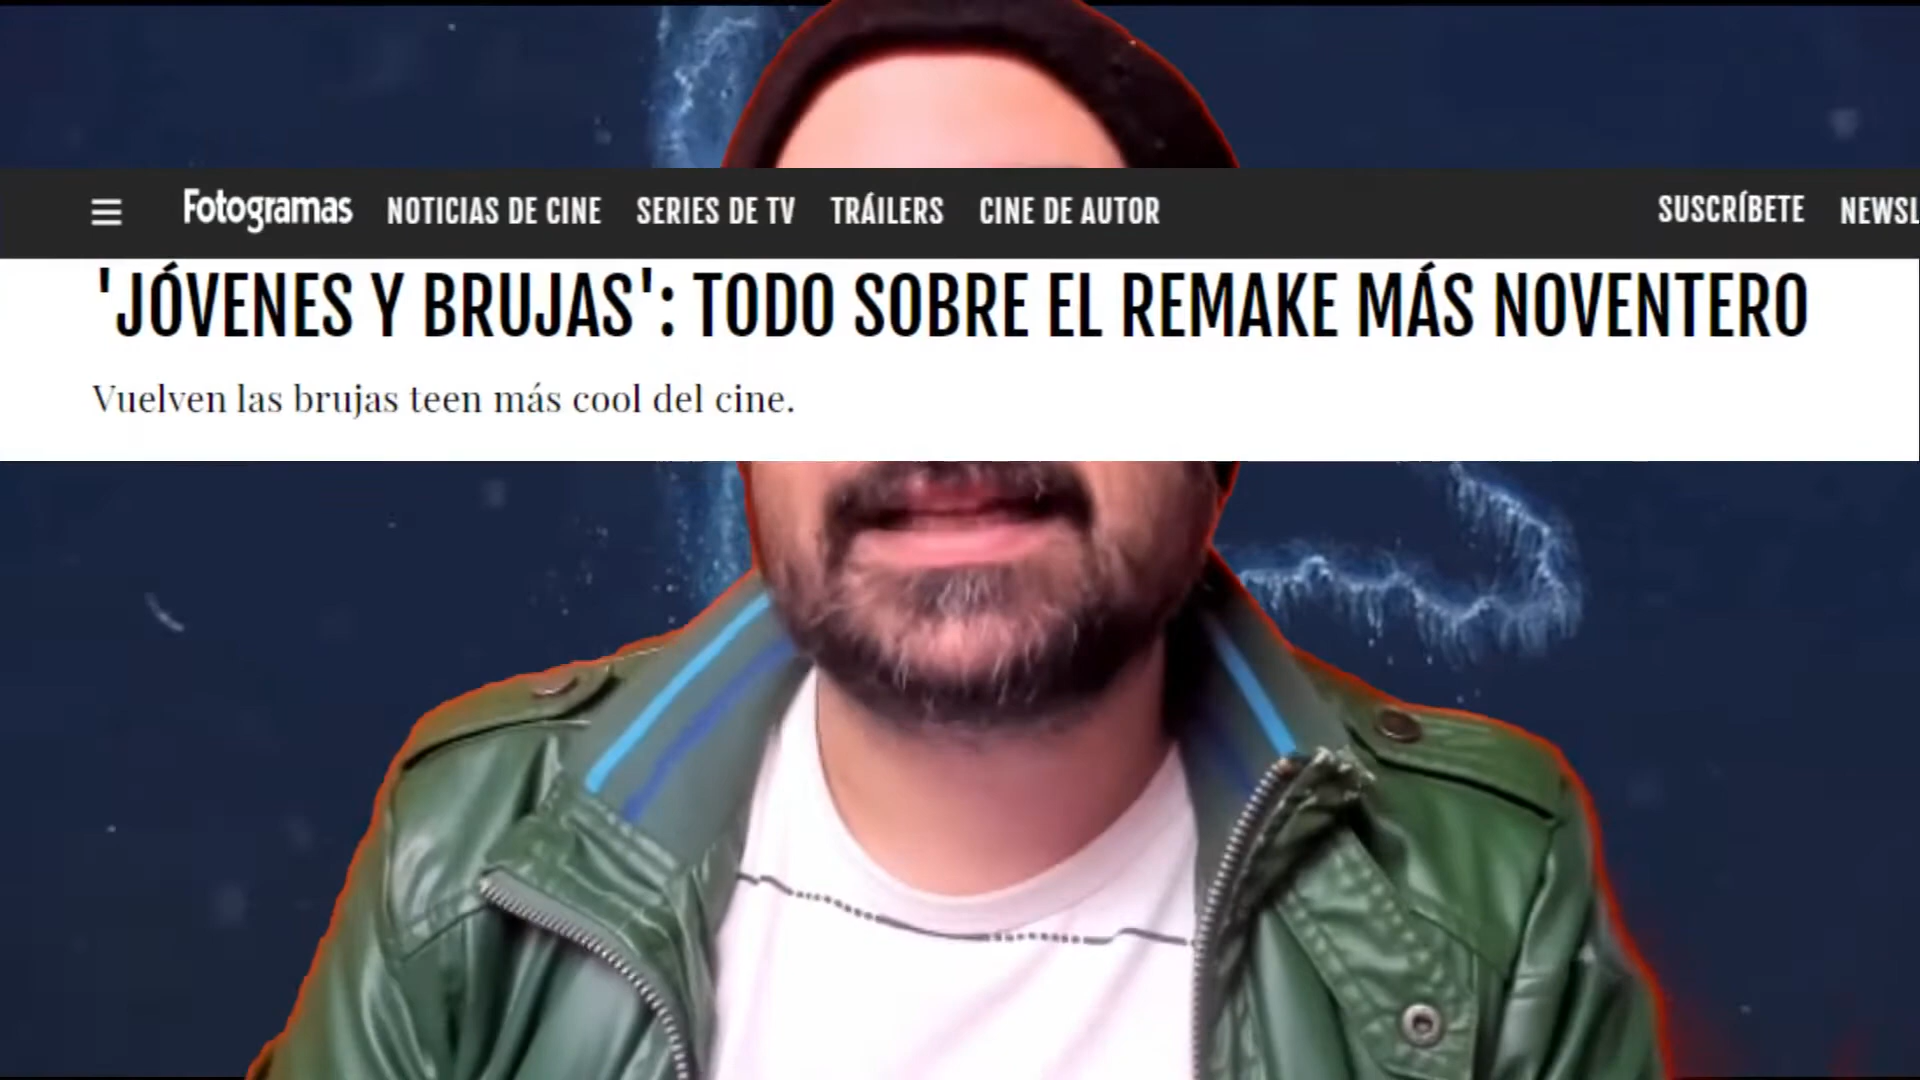 Fotogramas NOTICIAS DE CINE SERIES DE TV TRÁILERS CINE DE AUTOR SUSCRÍBETE NEWSL
'JÓVENES Y BRUJAS': TODO SOBRE EL REMAKE MÁS NOVENTERO
Vuelven las brujas teen más cool del cine.